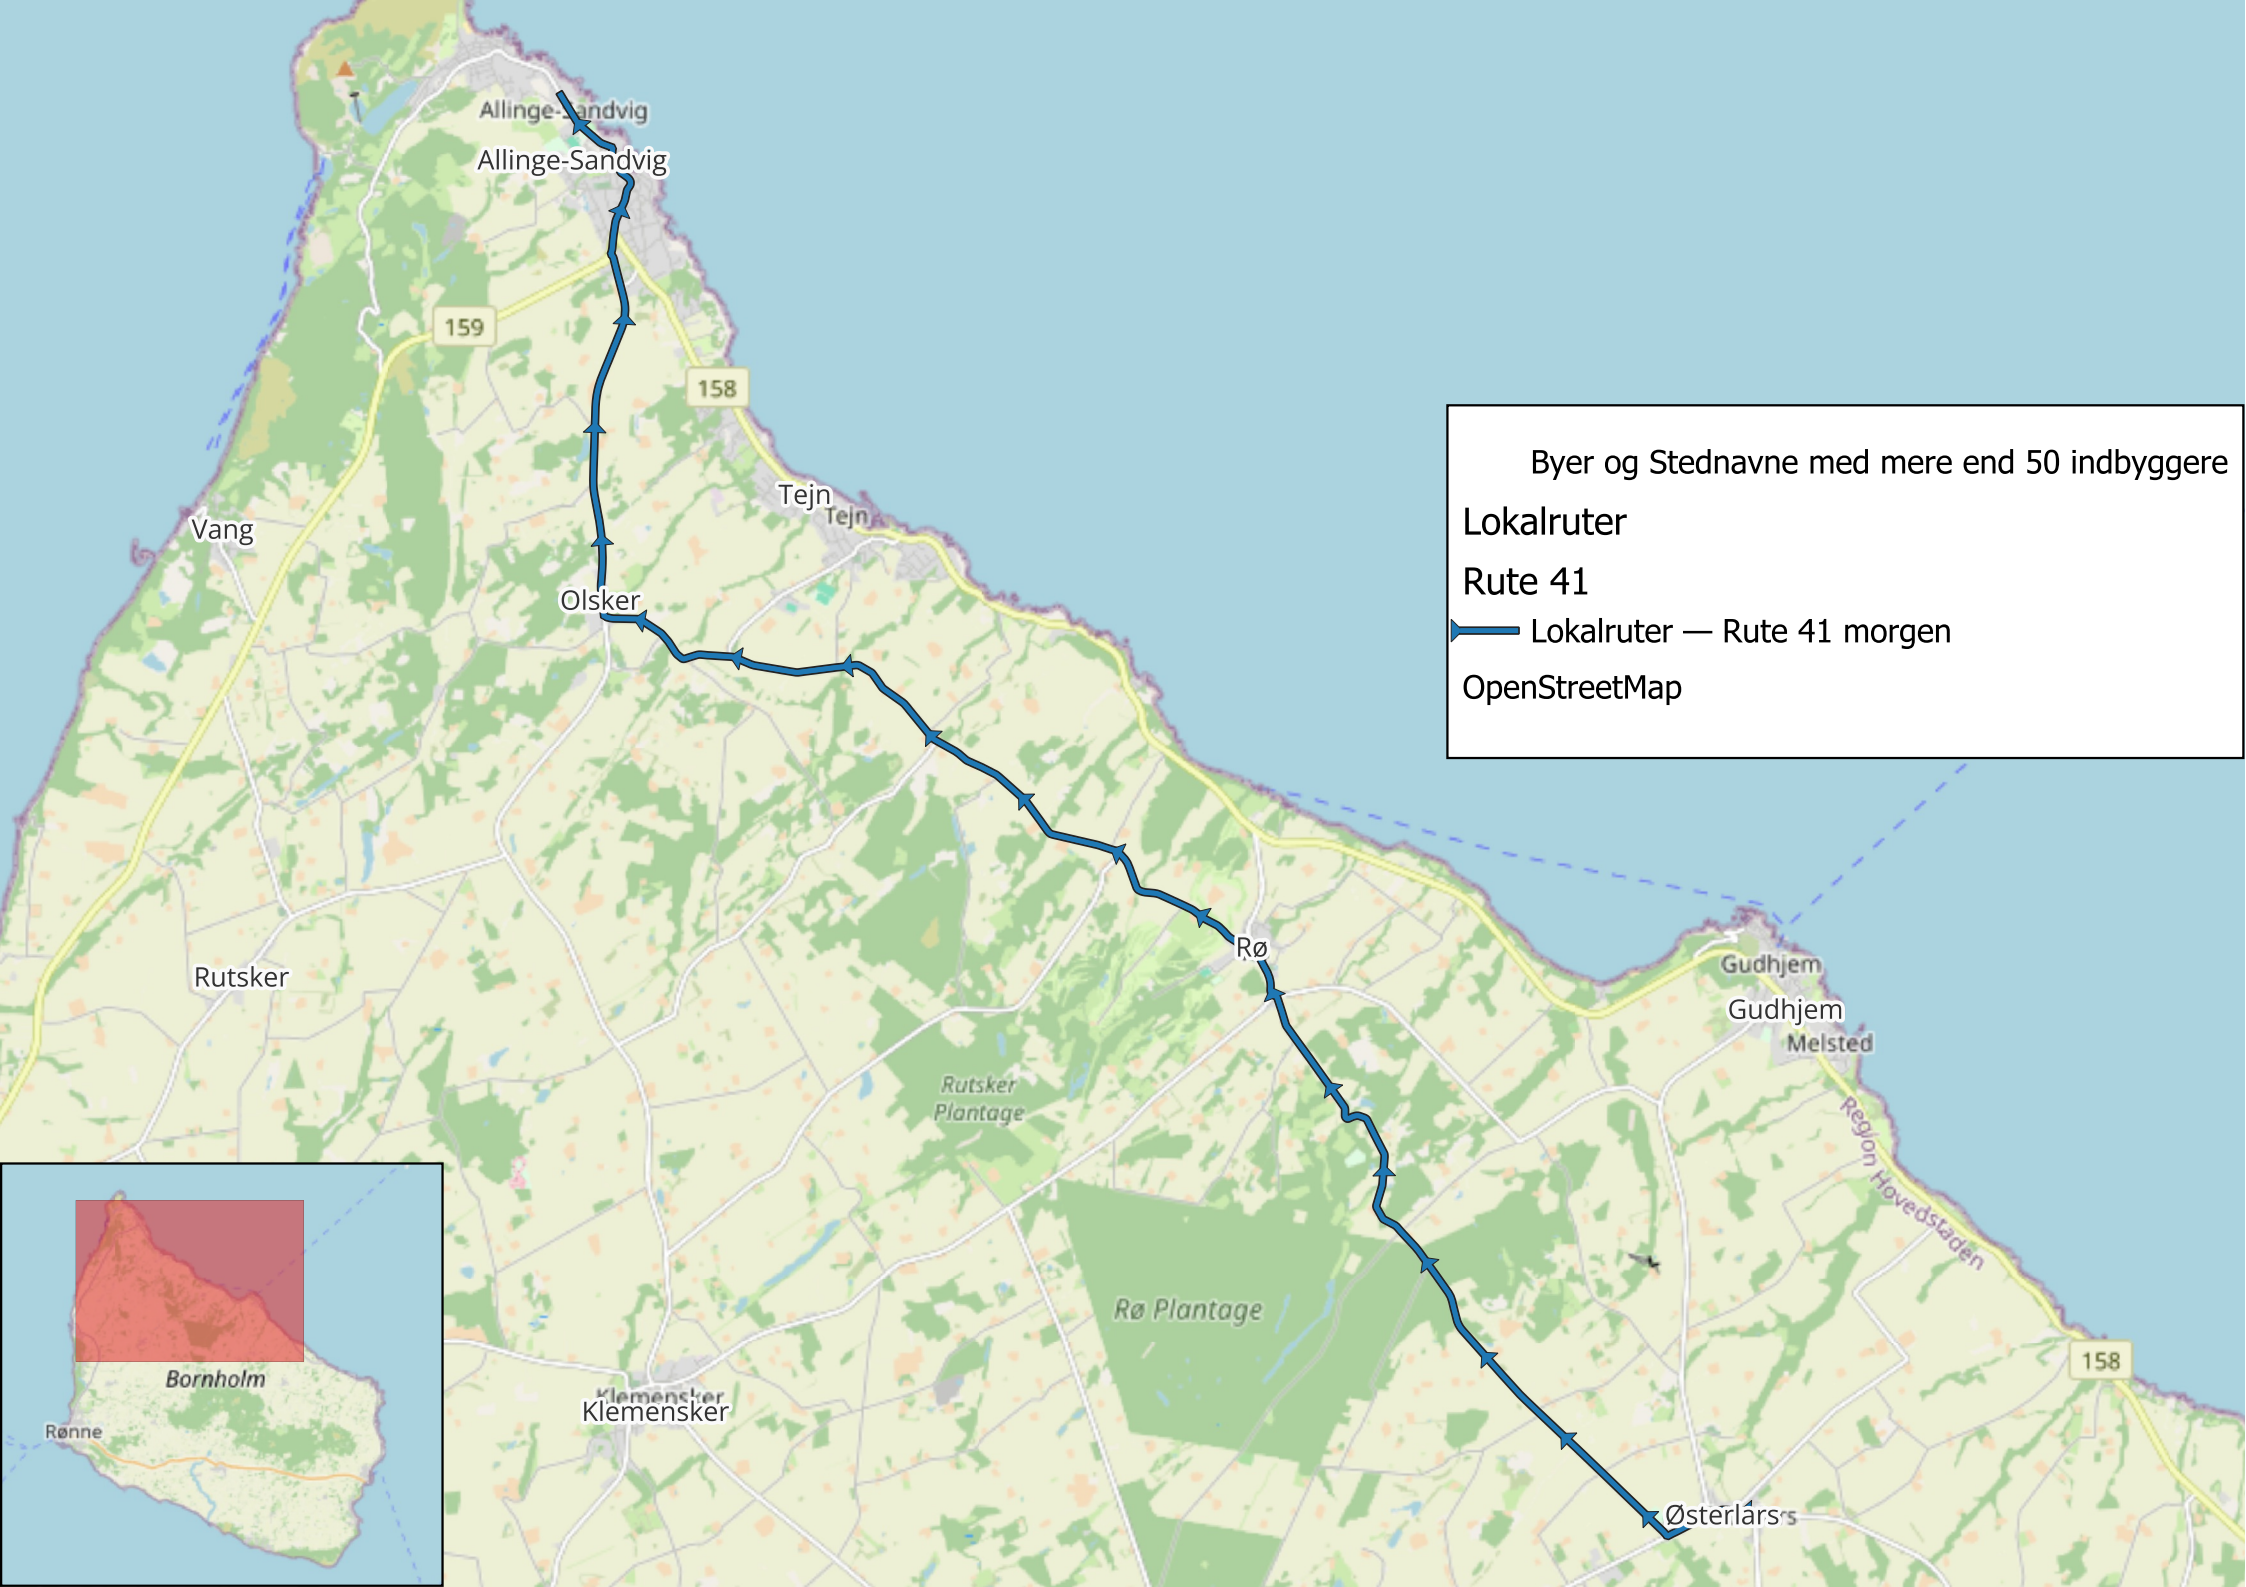 Allinge-Sandvig
Allinge-Sandvig
159
158
Tejn
Tejn
Vang
Olsker
Byer og Stednavne med mere end 50 indbyggere
Lokalruter
Rute 41
Lokalruter — Rute 41 morgen
OpenStreetMap
Rø
Rutsker
Gudhjem
Gudhjem
Melsted
Rutsker
Plantage
Region Hovedstaden
Rø Plantage
158
Klemensker
Klemensker
Østerlars
Bornholm
Rønne